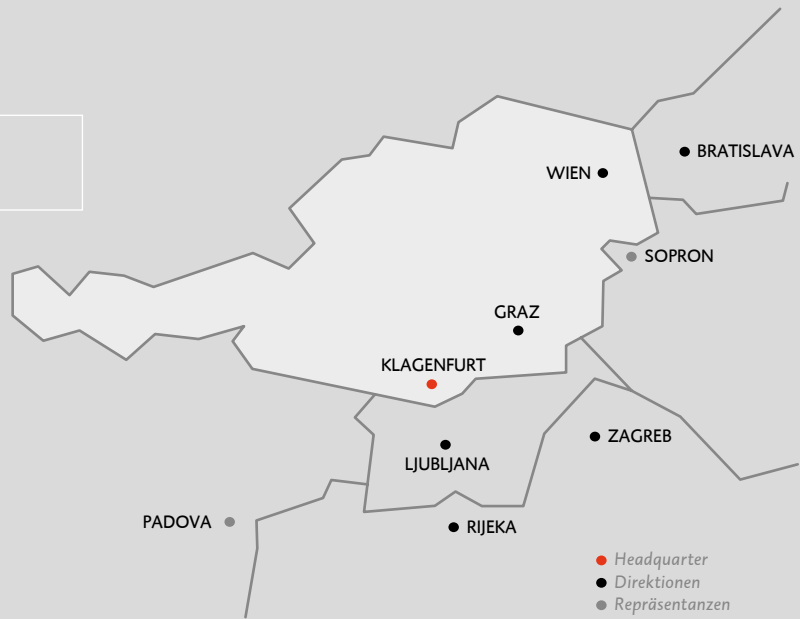 BRATISLAVA
WIEN
SOPRON
GRAZ
KLAGENFURT
ZAGREB
LJUBLJANA
PADOVA
RIJEKA
Headquarter
Direktionen
Repräsentanzen